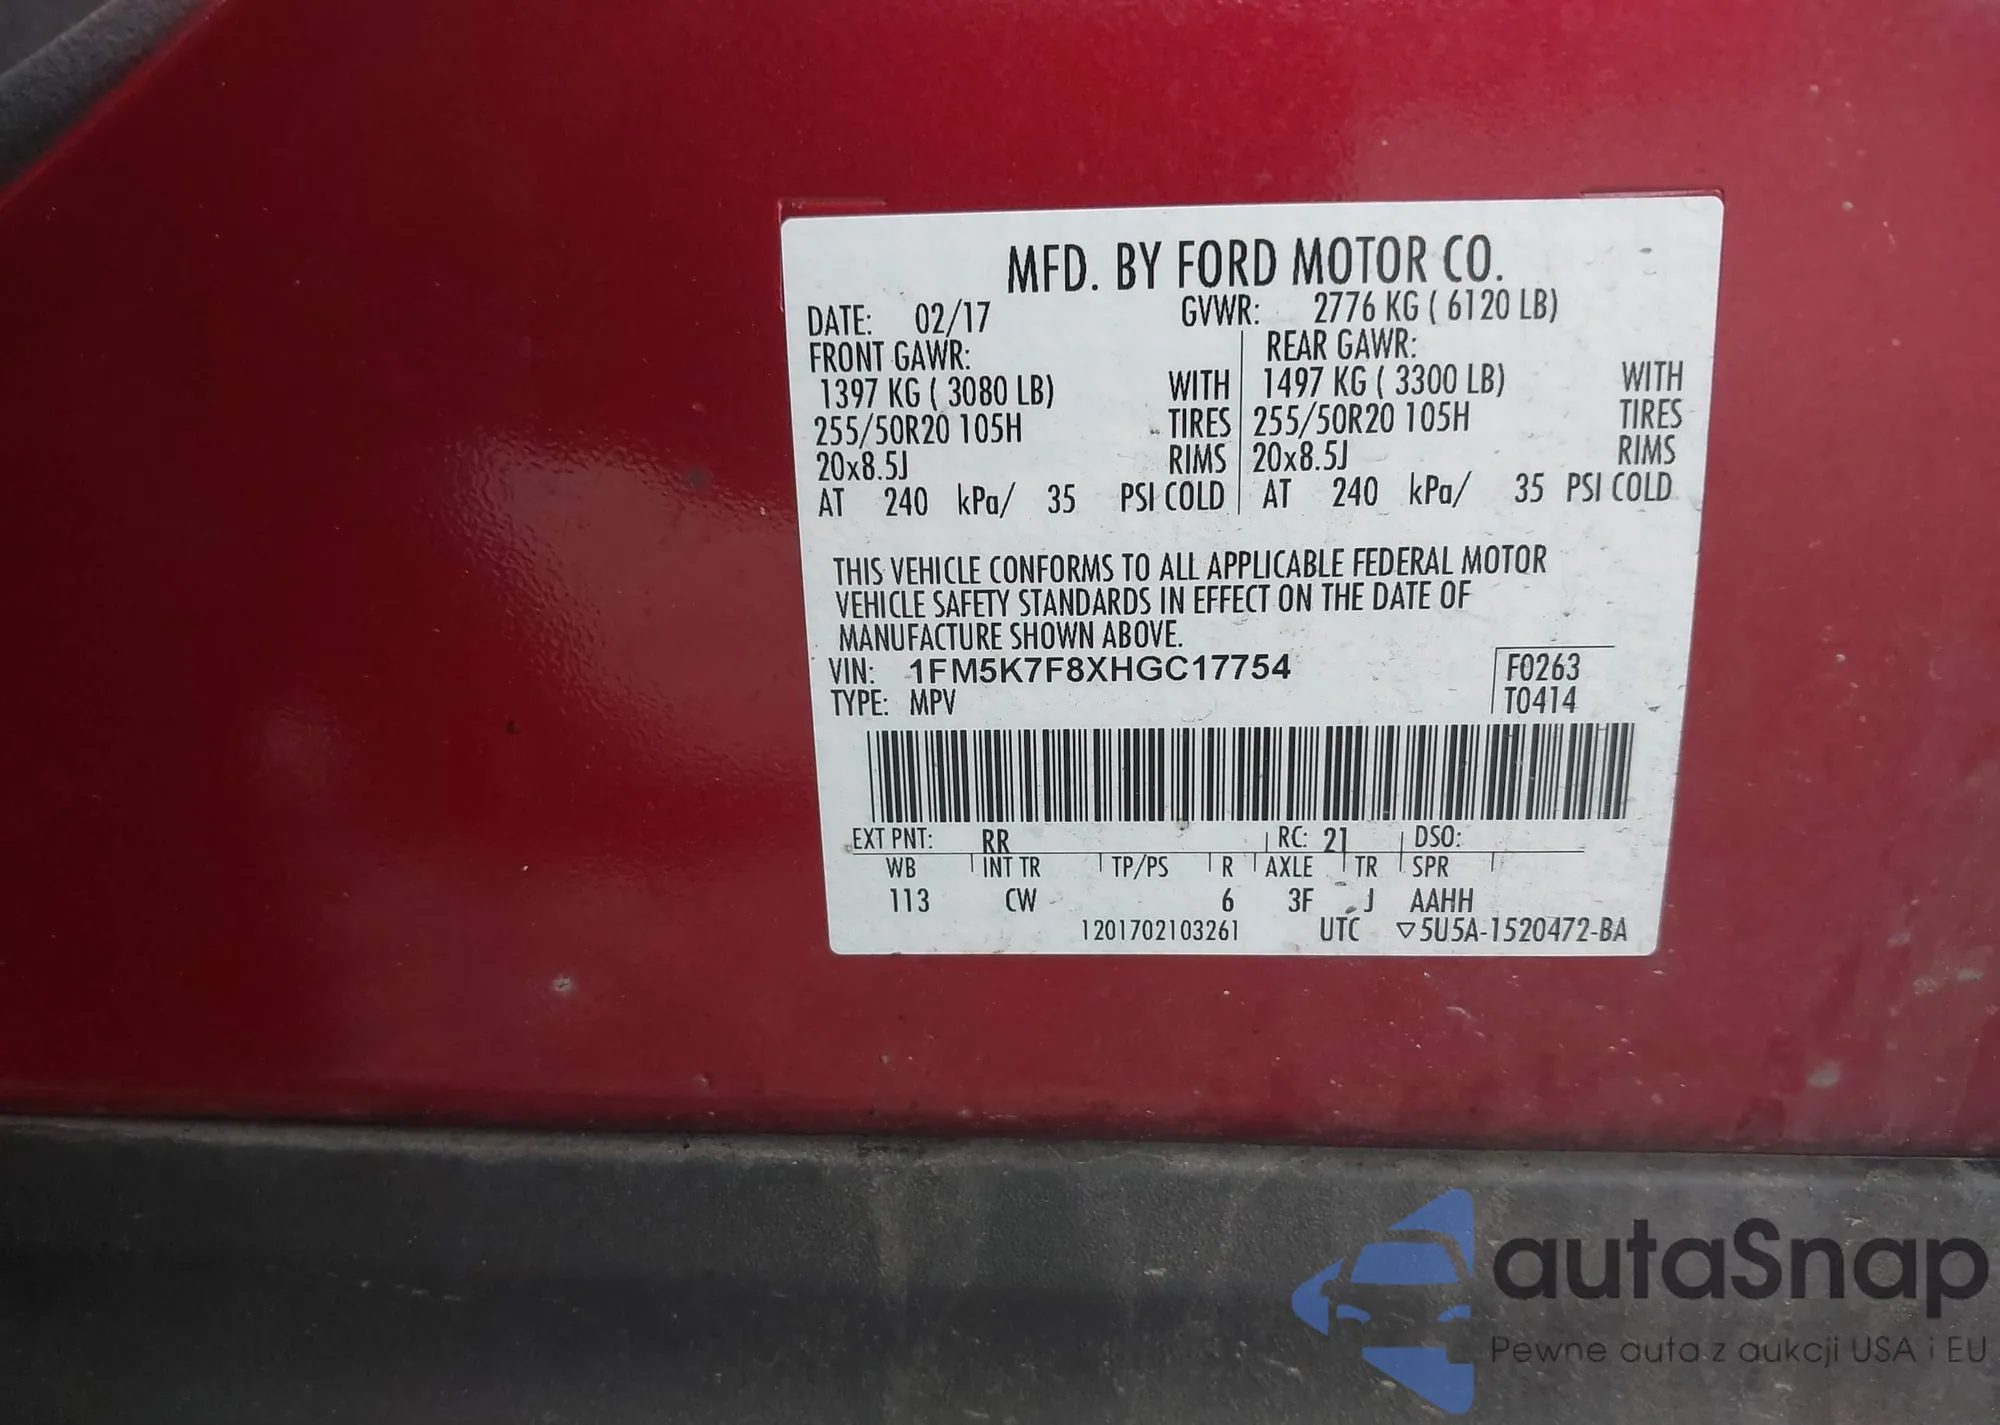 MFD. BY FORD MOTOR CO.
DATE: 02/17 GVWR: 2776 KG ( 6120 LB)
FRONT GAWR: REAR GAWR:
1397 KG ( 3080 LB) WITH 1497 KG ( 3300 LB) WITH
255/50R20 105H TIRES 255/50R20 105H TIRES
20x8.5J RIMS 20x8.5J RIMS
AT 240 kPa/ 35 PSI COLD AT 240 kPa/ 35 PSI COLD
THIS VEHICLE CONFORMS TO ALL APPLICABLE FEDERAL MOTOR
VEHICLE SAFETY STANDARDS IN EFFECT ON THE DATE OF
MANUFACTURE SHOWN ABOVE.
VIN: 1FM5K7F8XHGC17754 F0263
TYPE: MPV T0414
EXT PNT: RR RC: 21 DSO:
WB INT TR TP/PS R AXLE TR SPR
113 CW 6 3F J AAHH
1201702103261 UTC ▽5U5A-1520472-BA
autaSnap
Pewne auta z aukcji USA i EU